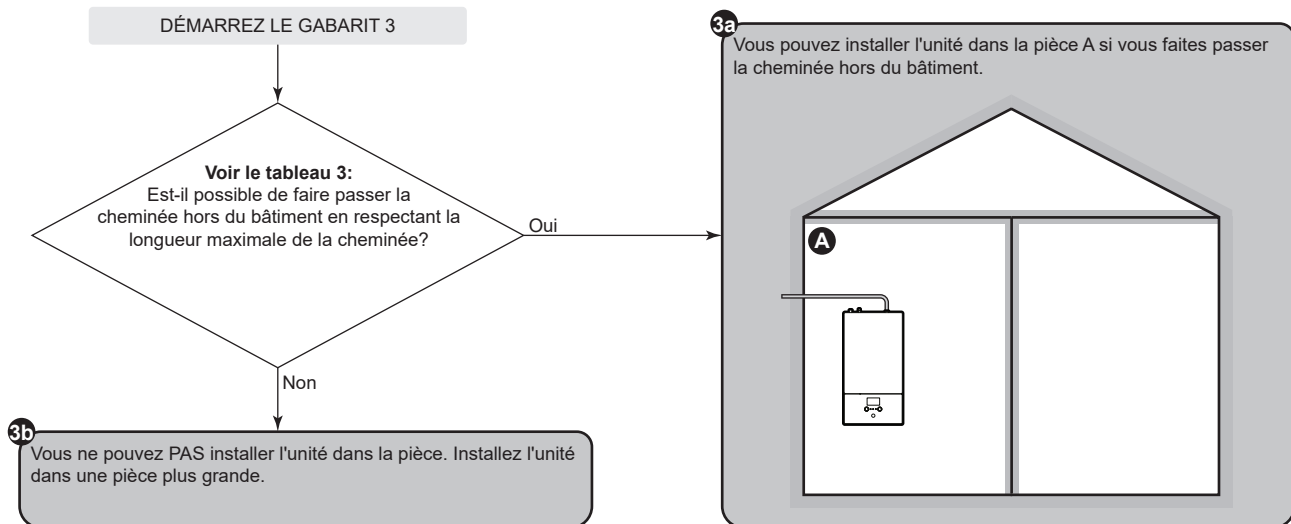 DÉMARREZ LE GABARIT 3
Voir le tableau 3:
Est-il possible de faire passer la
cheminée hors du bâtiment en respectant la
longueur maximale de la cheminée?
Oui
Non
3a
Vous pouvez installer l'unité dans la pièce A si vous faites passer
la cheminée hors du bâtiment.
A
3b
Vous ne pouvez PAS installer l'unité dans la pièce. Installez l'unité
dans une pièce plus grande.